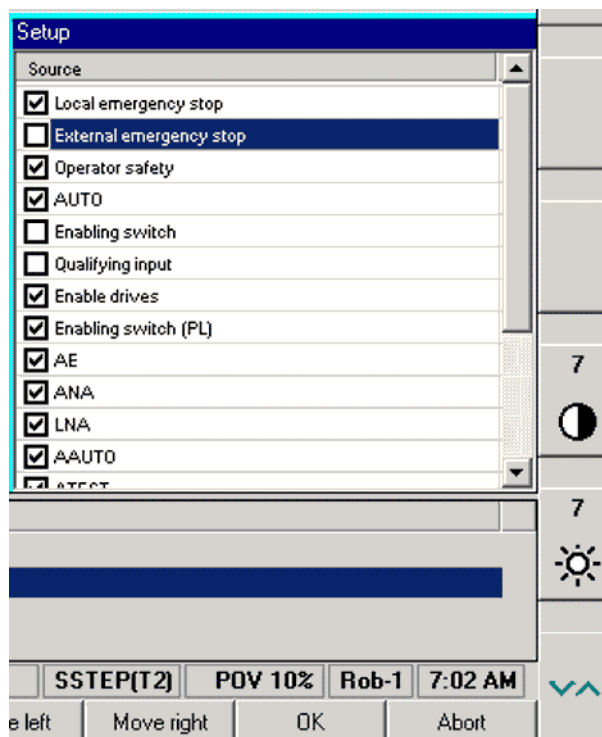 Setup
Source
Local emergency stop
External emergency stop
Operator safety
AUTO
Enabling switch
Qualifying input
Enable drives
Enabling switch (PL)
AE
7
ANA
LNA
AAUTO
ATEST
7
SSTEP(T2) POV 10% Rob-1 7:02 AM
e left Move right OK Abort